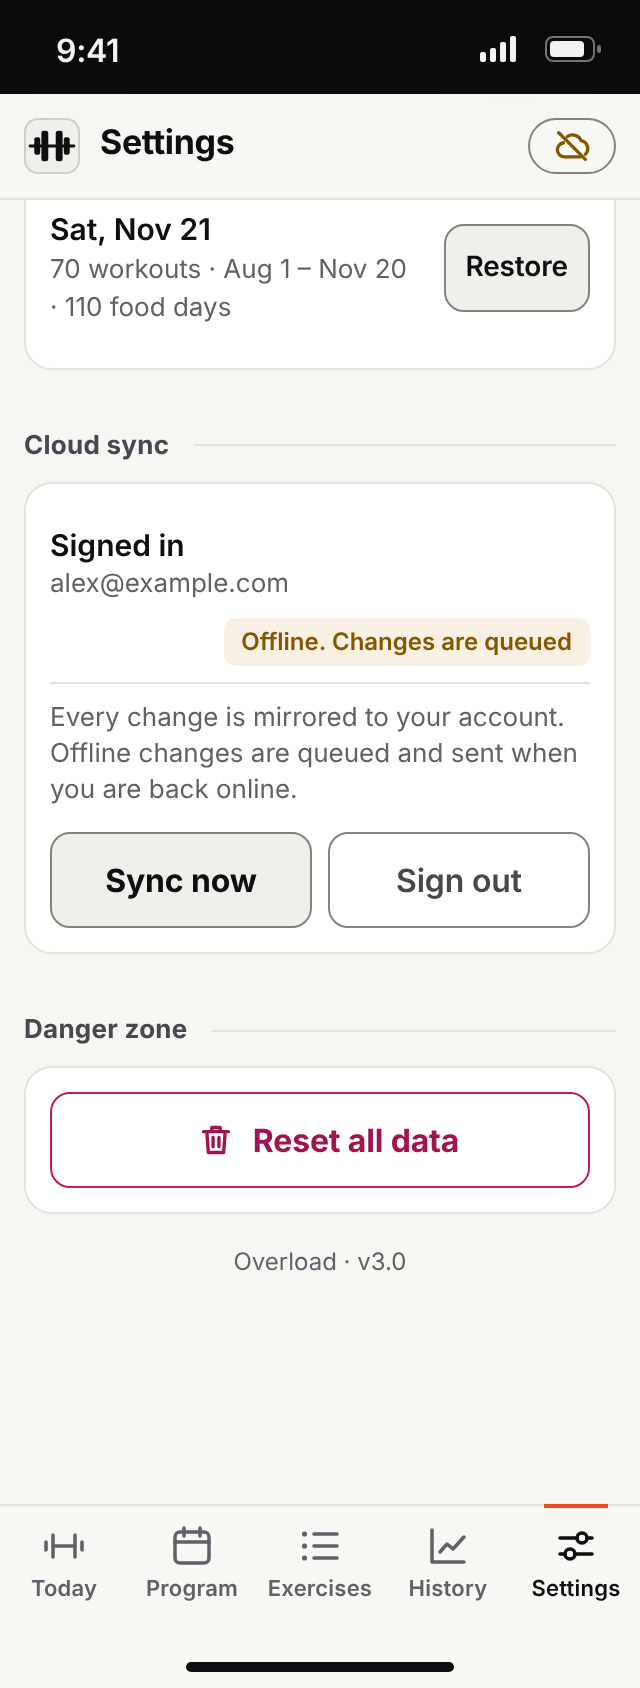 9:41
Settings
Sat, Nov 21
70 workouts · Aug 1 – Nov 20
· 110 food days
Restore
Cloud sync
Signed in
alex@example.com
Offline. Changes are queued
Every change is mirrored to your account.
Offline changes are queued and sent when
you are back online.
Sync now
Sign out
Danger zone
Reset all data
Overload · v3.0
Today
Program
Exercises
History
Settings